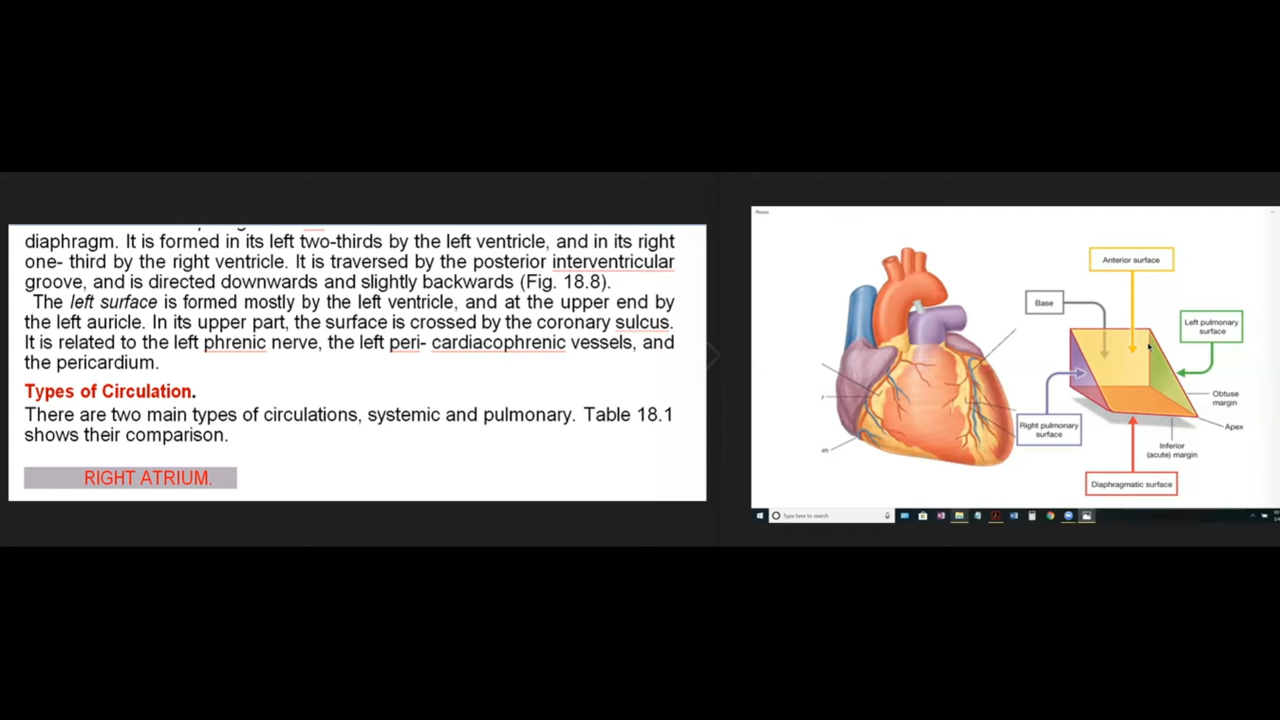 diaphragm. It is formed in its left two-thirds by the left ventricle, and in its right
one- third by the right ventricle. It is traversed by the posterior interventricular
groove, and is directed downwards and slightly backwards (Fig. 18.8).
The left surface is formed mostly by the left ventricle, and at the upper end by
the left auricle. In its upper part, the surface is crossed by the coronary sulcus.
It is related to the left phrenic nerve, the left peri- cardiacophrenic vessels, and
the pericardium.
Types of Circulation.
There are two main types of circulations, systemic and pulmonary. Table 18.1
shows their comparison.
RIGHT ATRIUM.
Photos
Anterior surface
Base
Left pulmonary
surface
Obtuse
margin
Apex
Right pulmonary
surface
Inferior
(acute) margin
Diaphragmatic surface
Type here to search